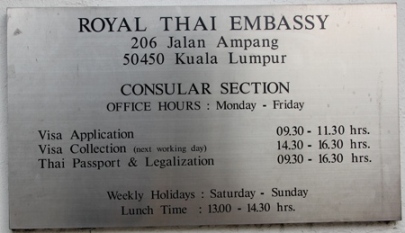 ROYAL THAI EMBASSY
206 Jalan Ampang
50450 Kuala Lumpur
CONSULAR SECTION
OFFICE HOURS : Monday - Friday
Visa Application 09.30 - 11.30 hrs.
Visa Collection (next working day) 14.30 - 16.30 hrs.
Thai Passport & Legalization 09.30 - 16.30 hrs.
Weekly Holidays : Saturday - Sunday
Lunch Time : 13.00 - 14.30 hrs.